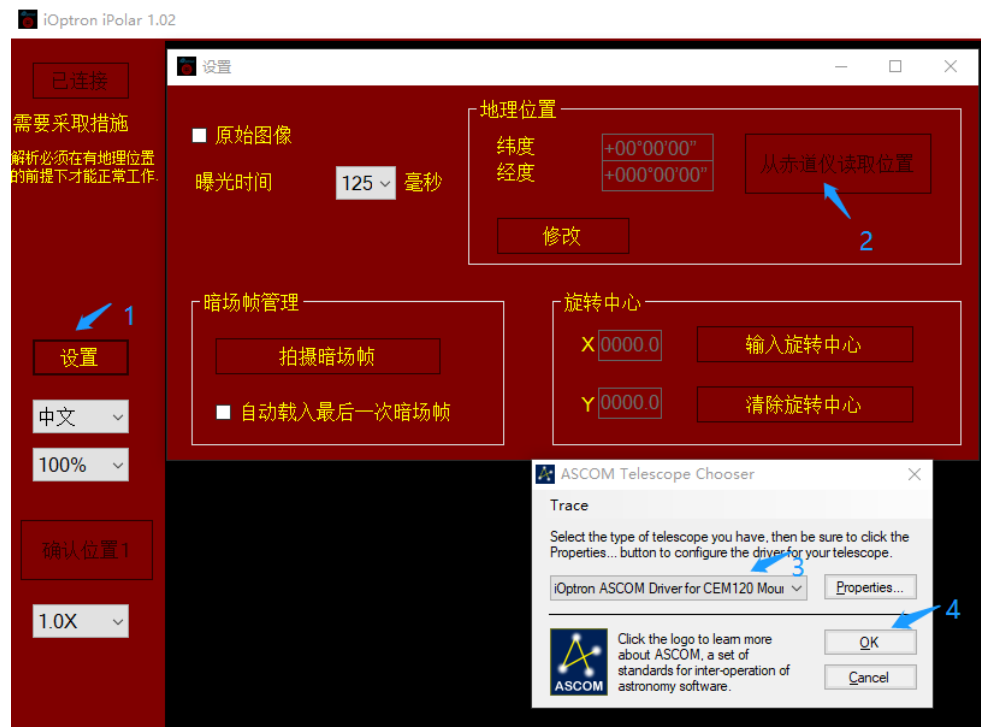 iOptron iPolar 1.02
已连接
需要采取措施
解析必须在有地理位置
的前提下才能正常工作.
1
设置
中文
100%
确认位置1
1.0X
设置
原始图像
曝光时间 125 毫秒
地理位置
纬度 +00°00'00"
经度 +000°00'00"
从赤道仪读取位置
2
修改
暗场帧管理
拍摄暗场帧
自动载入最后一次暗场帧
旋转中心
X 0000.0 输入旋转中心
Y 0000.0 清除旋转中心
ASCOM Telescope Chooser
Trace
Select the type of telescope you have, then be sure to click the
Properties... button to configure the driver for your telescope.
3
iOptron ASCOM Driver for CEM120 Mour
Properties...
4
Click the logo to learn more
about ASCOM, a set of
standards for inter-operation of
astronomy software.
ASCOM
OK
Cancel